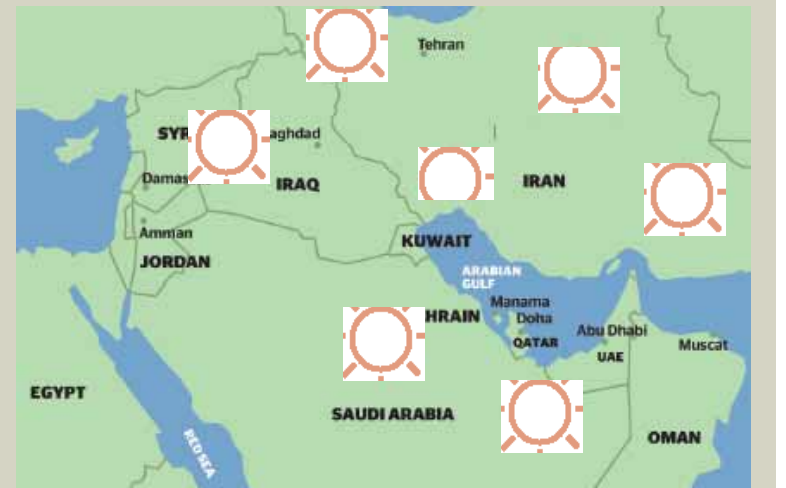 Tehran
SYR
aghdad
Damas
IRAQ
IRAN
Amman
JORDAN
KUWAIT
ARABIAN
GULF
Manama
HRAIN
Doha
Abu Dhabi
QATAR
UAE
Muscat
EGYPT
SAUDI ARABIA
OMAN
RED SEA